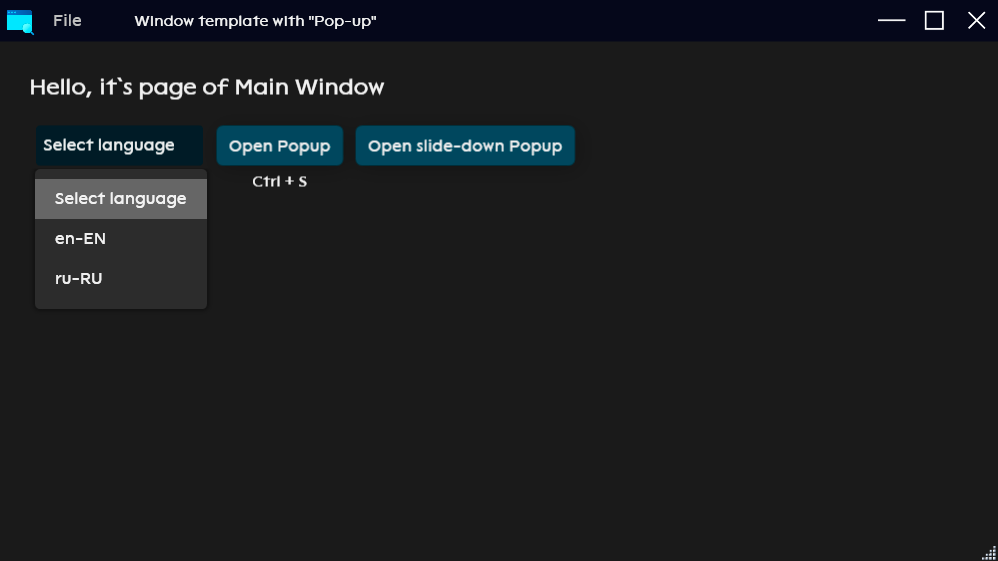 File
Window template with "Pop-up"
Hello, it`s page of Main Window
Select language
Open Popup
Open slide-down Popup
Ctrl + S
Select language
en-EN
ru-RU